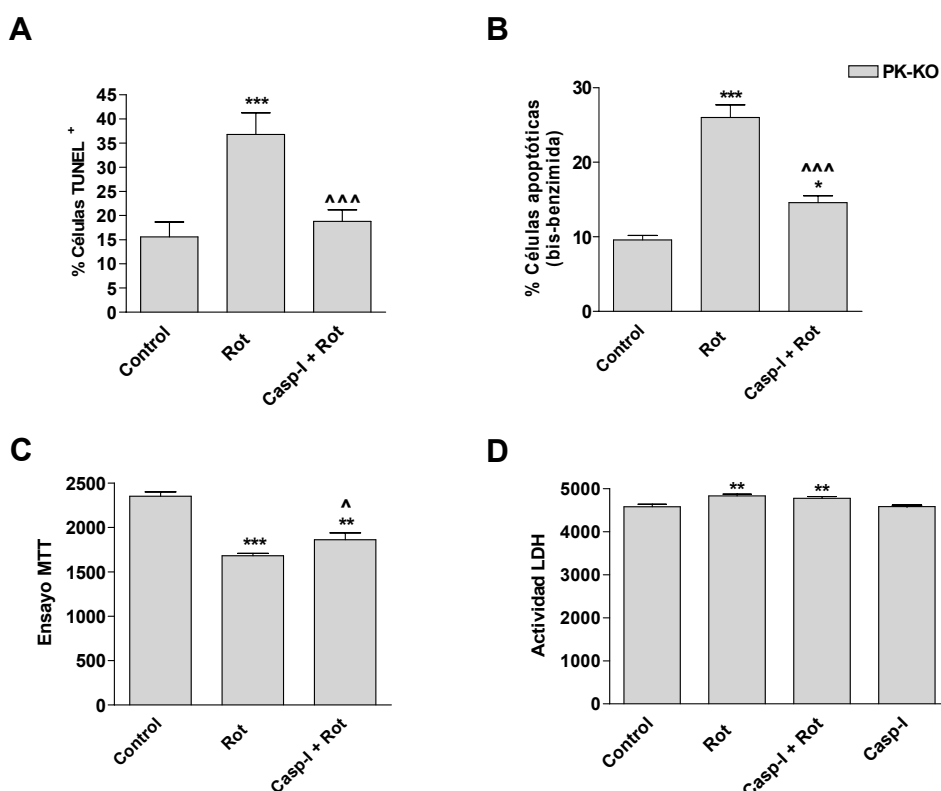 A
% Células TUNEL +
45
40
35
30
25
20
15
10
5
0
***
^^^
Control
Rot
Casp-I + Rot
B
PK-KO
% Células apoptóticas
(bis-benzimida)
30
20
10
0
***
^^^
*
Control
Rot
Casp-I + Rot
C
Ensayo MTT
2500
2000
1500
1000
500
0
***
^
**
Control
Rot
Casp-I + Rot
D
Actividad LDH
5000
4000
3000
2000
1000
0
**
**
Control
Rot
Casp-I + Rot
Casp-I